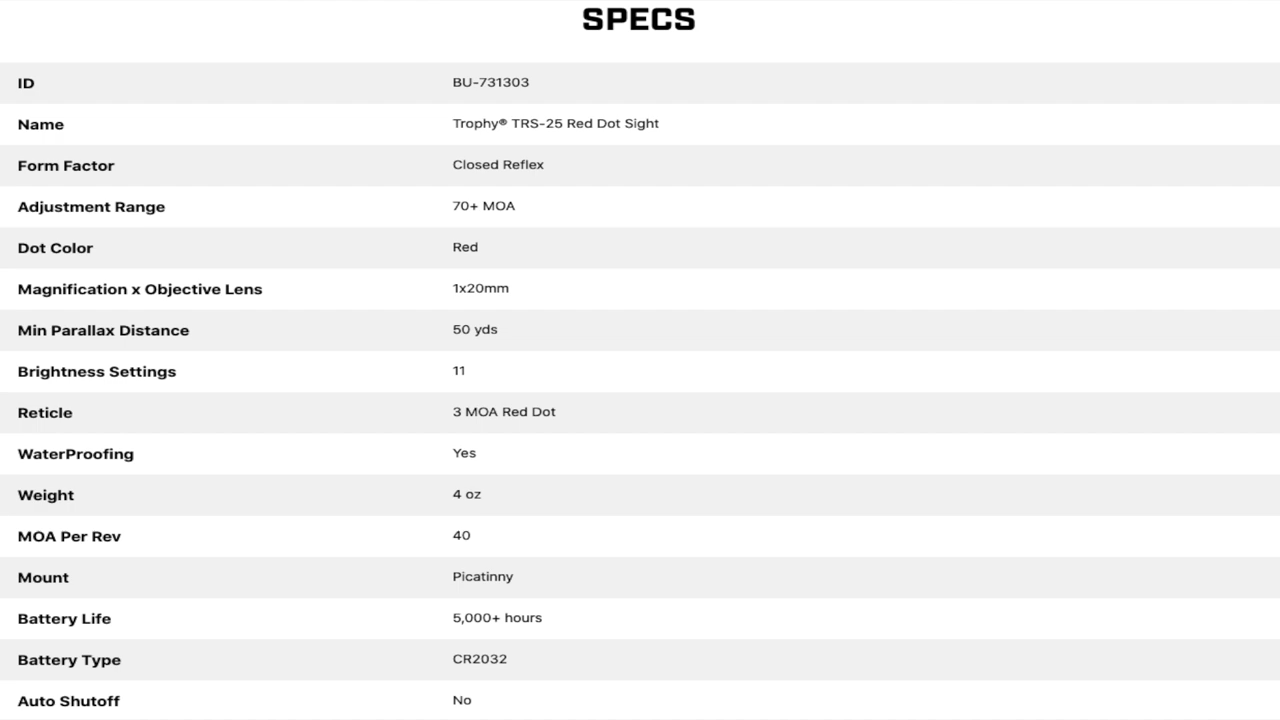 SPECS
ID BU-731303
Name Trophy® TRS-25 Red Dot Sight
Form Factor Closed Reflex
Adjustment Range 70+ MOA
Dot Color Red
Magnification x Objective Lens 1x20mm
Min Parallax Distance 50 yds
Brightness Settings 11
Reticle 3 MOA Red Dot
WaterProofing Yes
Weight 4 oz
MOA Per Rev 40
Mount Picatinny
Battery Life 5,000+ hours
Battery Type CR2032
Auto Shutoff No